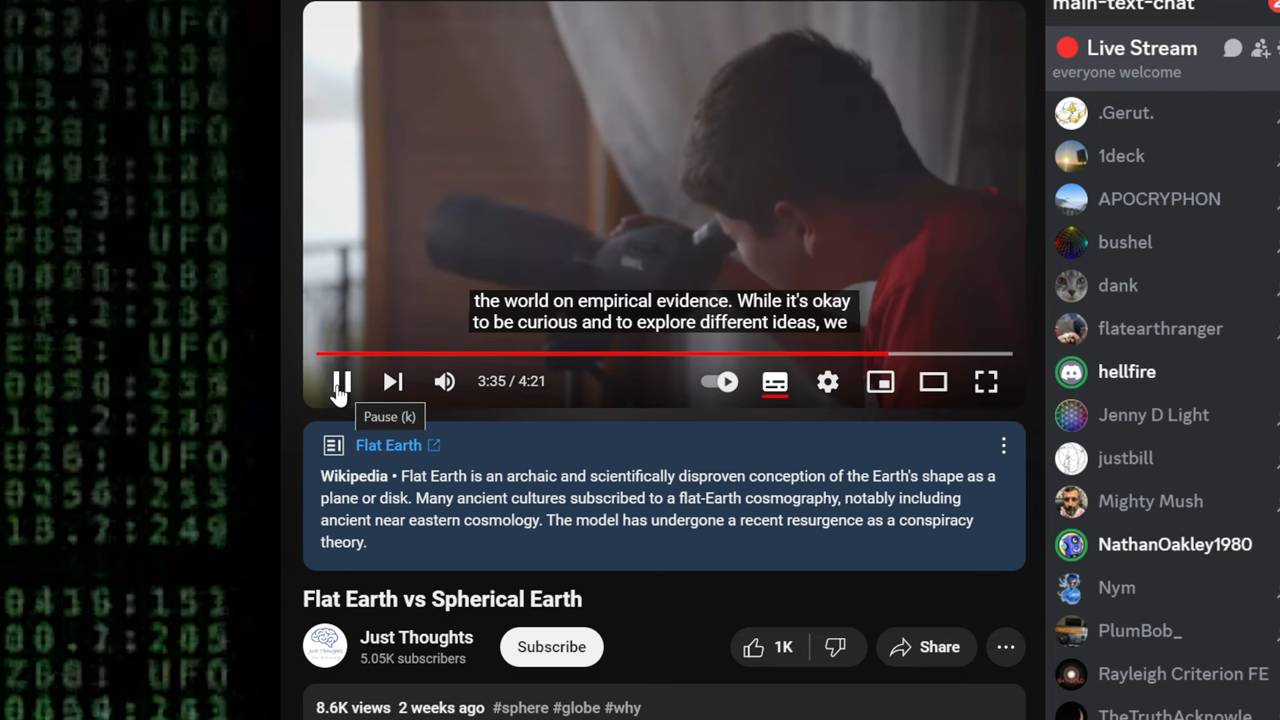 the world on empirical evidence. While it's okay
to be curious and to explore different ideas, we
3:35 / 4:21
Pause (k)
Flat Earth
Wikipedia • Flat Earth is an archaic and scientifically disproven conception of the Earth's shape as a
plane or disk. Many ancient cultures subscribed to a flat-Earth cosmography, notably including
ancient near eastern cosmology. The model has undergone a recent resurgence as a conspiracy
theory.
Flat Earth vs Spherical Earth
Just Thoughts
5.05K subscribers
Subscribe
1K
Share
8.6K views 2 weeks ago #sphere #globe #why
main-text-chat
Live Stream
everyone welcome
.Gerut.
1deck
APOCRYPHON
bushel
dank
flatearthranger
hellfire
Jenny D Light
justbill
Mighty Mush
NathanOakley1980
Nym
PlumBob_
Rayleigh Criterion FE
TheTruthAcknowle